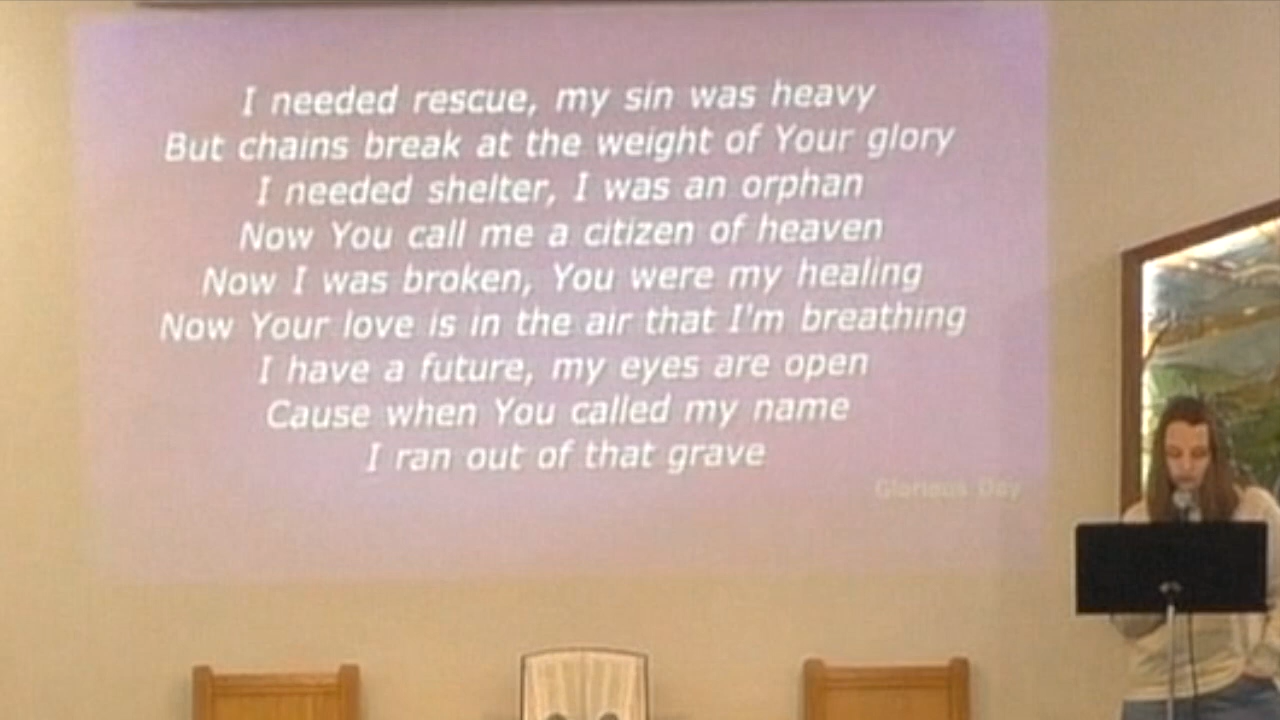 I needed rescue, my sin was heavy
But chains break at the weight of Your glory
I needed shelter, I was an orphan
Now You call me a citizen of heaven
Now I was broken, You were my healing
Now Your love is in the air that I'm breathing
I have a future, my eyes are open
Cause when You called my name
I ran out of that grave
Glorious Day